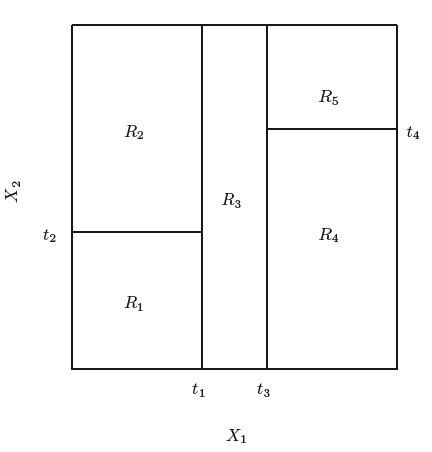 R₅
R₂
t₄
X₂
R₃
t₂
R₄
R₁
t₁ t₃
X₁